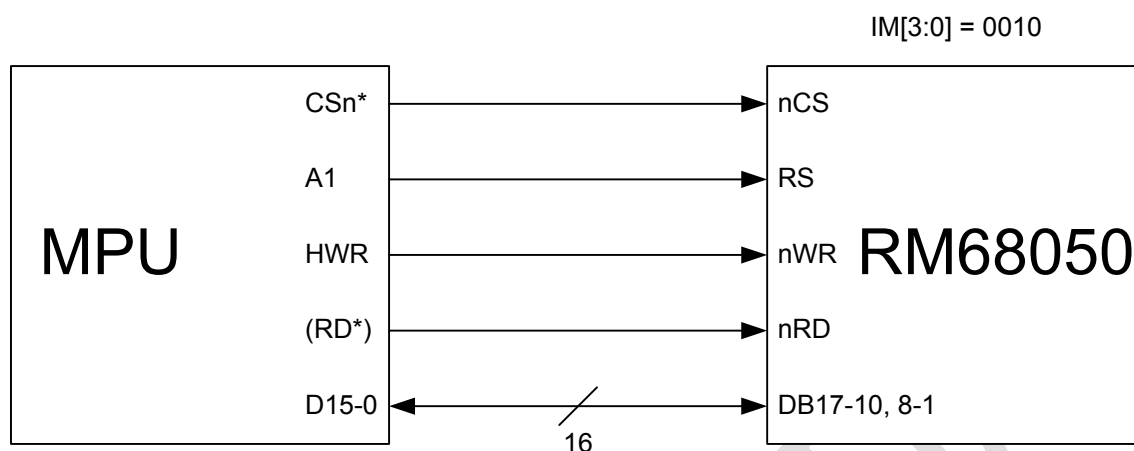 IM[3:0] = 0010
CSn* nCS
A1 RS
MPU HWR nWR RM68050
(RD*) nRD
D15-0 DB17-10, 8-1
16